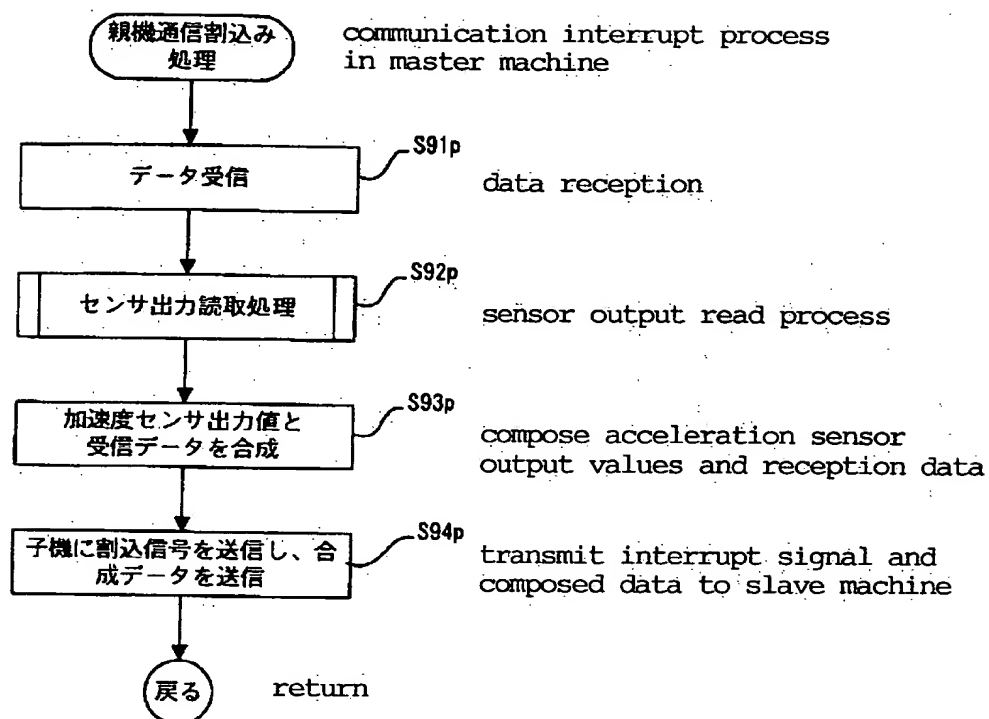 親機通信割込み
処理
communication interrupt process
in master machine
S91p
データ受信
data reception
S92p
センサ出力読取処理
sensor output read process
S93p
加速度センサ出力値と
受信データを合成
compose acceleration sensor
output values and reception data
S94p
子機に割込信号を送信し、合
成データを送信
transmit interrupt signal and
composed data to slave machine
戻る
return